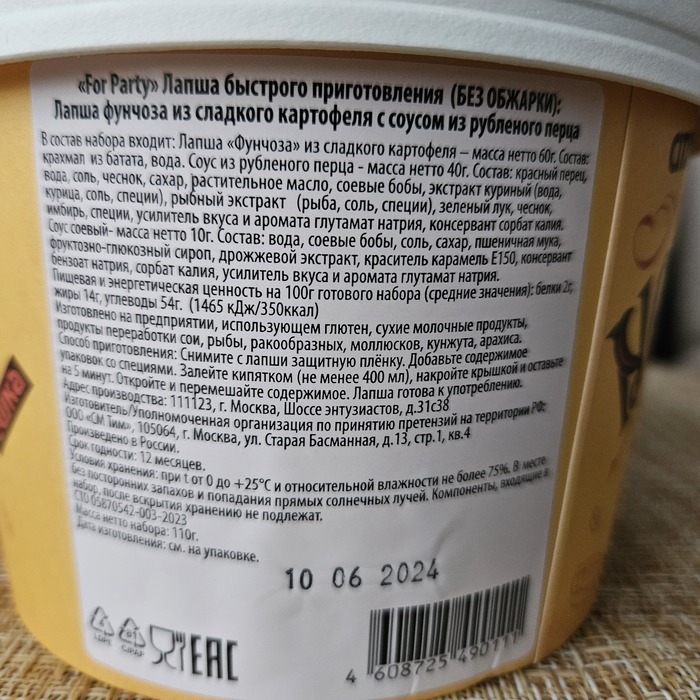 «For Party» Лапша быстрого приготовления (БЕЗ ОБЖАРКИ):
Лапша фунчоза из сладкого картофеля с соусом из рубленого перца
В состав набора входит: Лапша «Фунчоза» из сладкого картофеля – масса нетто 60г. Состав:
крахмал из батата, вода. Соус из рубленого перца - масса нетто 40г. Состав: красный перец,
вода, соль, чеснок, сахар, растительное масло, соевые бобы, экстракт куриный (вода,
курица, соль, специи), рыбный экстракт (рыба, соль, специи), зеленый лук, чеснок,
имбирь, специи, усилитель вкуса и аромата глутамат натрия, консервант сорбат калия.
Соус соевый- масса нетто 10г. Состав: вода, соевые бобы, соль, сахар, пшеничная мука,
фруктозно-глюкозный сироп, дрожжевой экстракт, краситель карамель Е150, консервант
бензоат натрия, сорбат калия, усилитель вкуса и аромата глутамат натрия.
Пищевая и энергетическая ценность на 100г готового набора (средние значения): белки 2г,
жиры 14г, углеводы 54г. (1465 кДж/350ккал)
Изготовлено на предприятии, использующем глютен, сухие молочные продукты,
продукты переработки сои, рыбы, ракообразных, моллюсков, кунжута, арахиса.
Способ приготовления: Снимите с лапши защитную плёнку. Добавьте содержимое
упаковок со специями. Залейте кипятком (не менее 400 мл), накройте крышкой и оставьте
на 5 минут. Откройте и перемешайте содержимое. Лапша готова к употреблению.
Адрес производства: 111123, г. Москва, Шоссе энтузиастов, д.31с38
Изготовитель/Уполномоченная организация по принятию претензий на территории РФ:
ООО «СМ Тим», 105064, г. Москва, ул. Старая Басманная, д.13, стр.1, кв.4
Произведено в России.
Срок годности: 12 месяцев.
Условия хранения: при t от 0 до +25°С и относительной влажности не более 75%. В месте
без посторонних запахов и попадания прямых солнечных лучей. Компоненты, входящие в
набор, после вскрытия хранению не подлежат.
СТО 05870542-003-2023
Масса нетто набора: 110г.
Дата изготовления: см. на упаковке.
10 06 2024
EAC
4 608725 490111